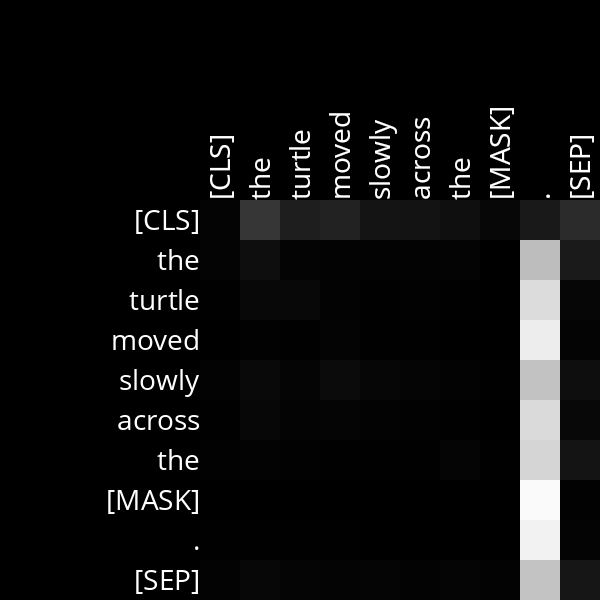 [CLS] the turtle moved slowly across the [MASK] . [SEP]
[CLS]
the
turtle
moved
slowly
across
the
[MASK]
.
[SEP]